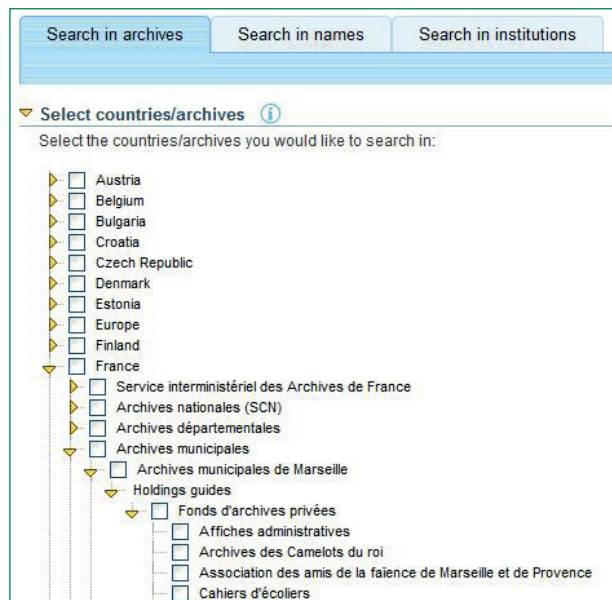 Search in archives Search in names Search in institutions
Select countries/archives i
Select the countries/archives you would like to search in:
Austria
Belgium
Bulgaria
Croatia
Czech Republic
Denmark
Estonia
Europe
Finland
France
Service interministériel des Archives de France
Archives nationales (SCN)
Archives départementales
Archives municipales
Archives municipales de Marseille
Holdings guides
Fonds d'archives privées
Affiches administratives
Archives des Camelots du roi
Association des amis de la faïence de Marseille et de Provence
Cahiers d'écoliers